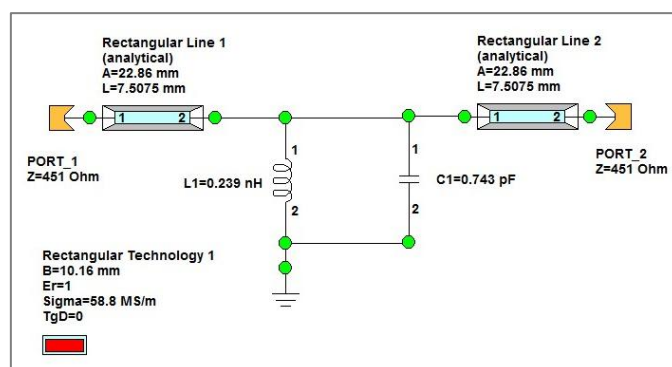 Rectangular Line 1
(analytical)
A=22.86 mm
L=7.5075 mm
Rectangular Line 2
(analytical)
A=22.86 mm
L=7.5075 mm
1 2
1 2
PORT_1
Z=451 Ohm
1
L1=0.239 nH
2
1
C1=0.743 pF
2
PORT_2
Z=451 Ohm
Rectangular Technology 1
B=10.16 mm
Er=1
Sigma=58.8 MS/m
TgD=0